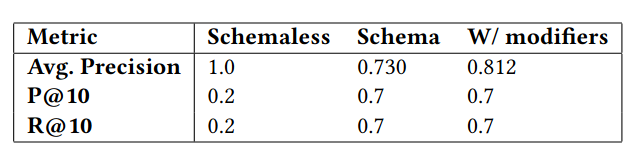 Metric Schemaless Schema W/ modifiers
Avg. Precision 1.0 0.730 0.812
P@10 0.2 0.7 0.7
R@10 0.2 0.7 0.7